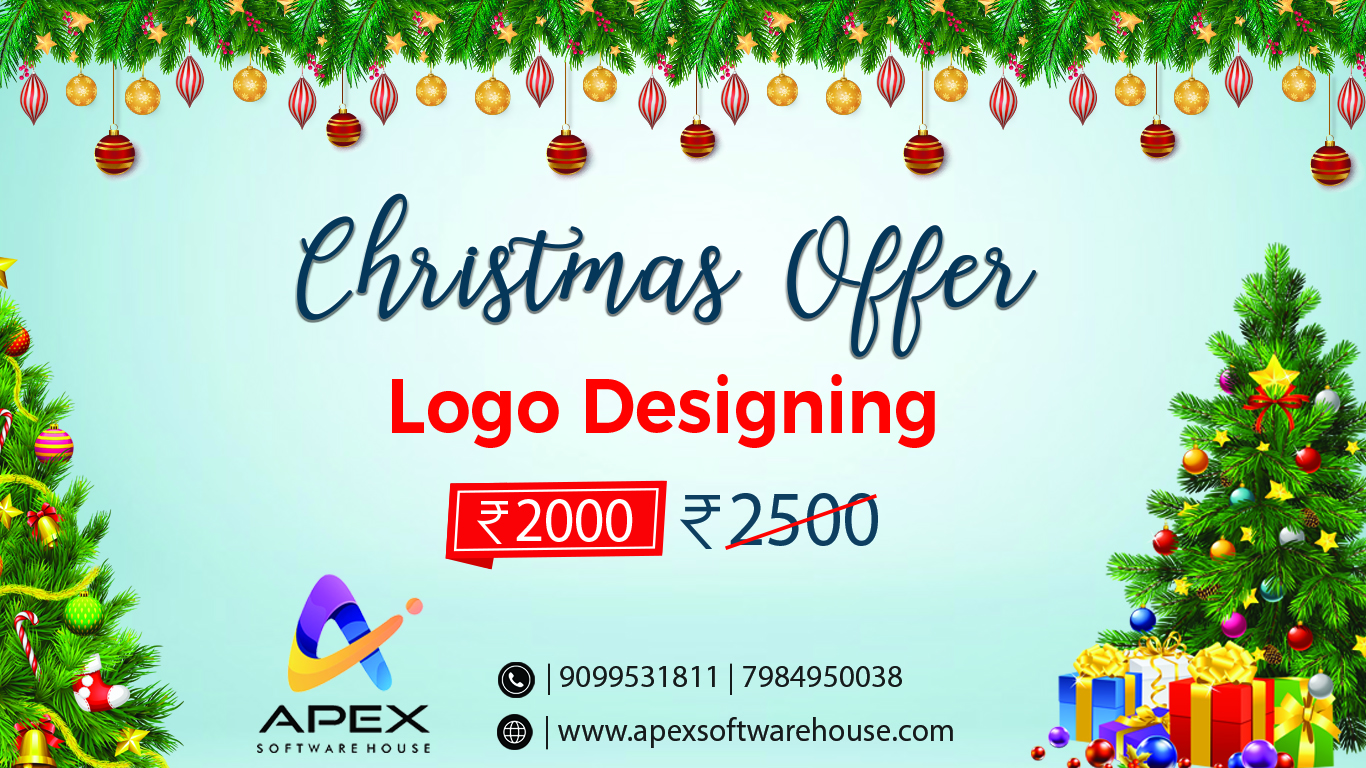 Christmas Offer
Logo Designing
₹2000 ₹2500
APEX
SOFTWARE HOUSE
| 9099531811 | 7984950038
| www.apexsoftwarehouse.com